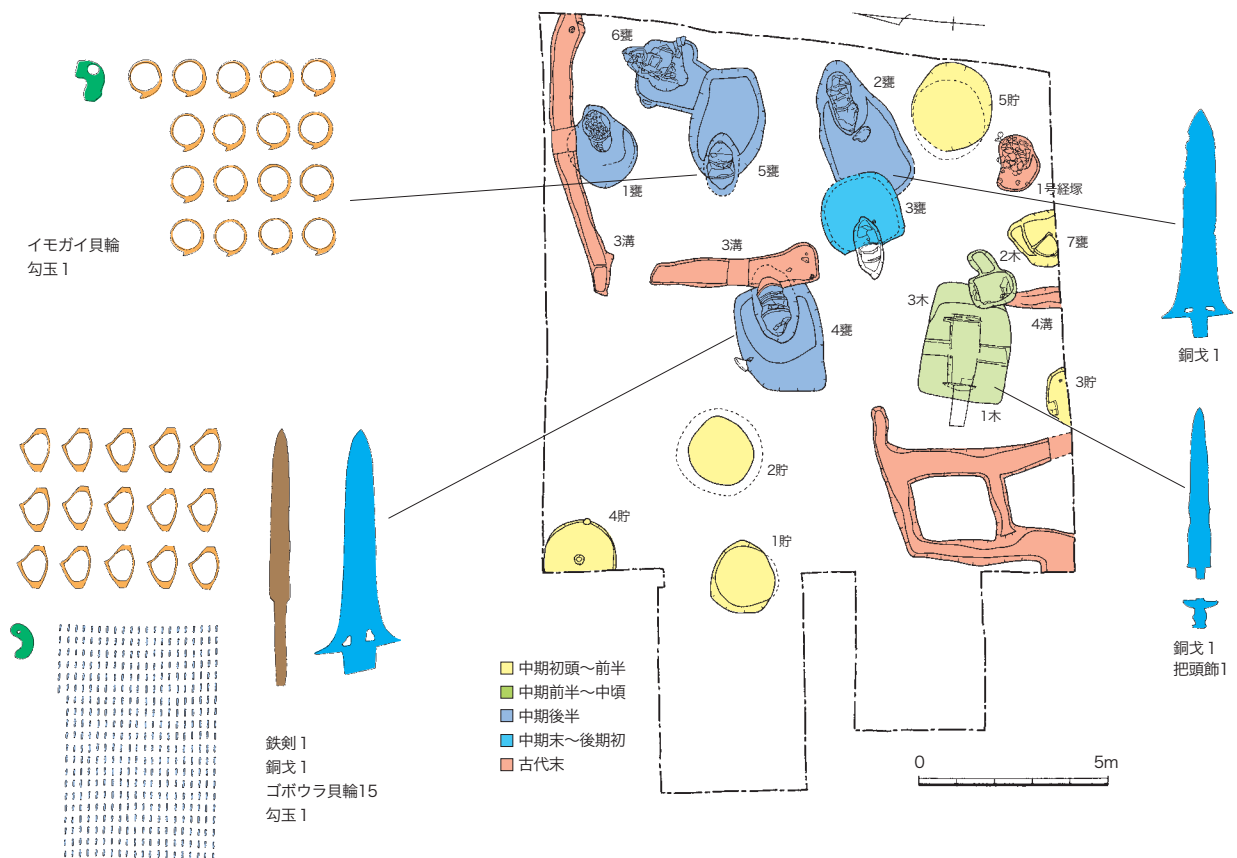 6甕
2甕
5貯
1号経塚
1甕
5甕
3甕
7甕
イモガイ貝輪
勾玉1
3溝
3溝
2木
3木
4溝
4甕
銅戈1
3貯
1木
2貯
4貯
1貯
銅戈1
把頭飾1
中期初頭〜前半
中期前半〜中頃
中期後半
中期末〜後期初
古代末
0 5m
鉄剣1
銅戈1
ゴボウラ貝輪15
勾玉1